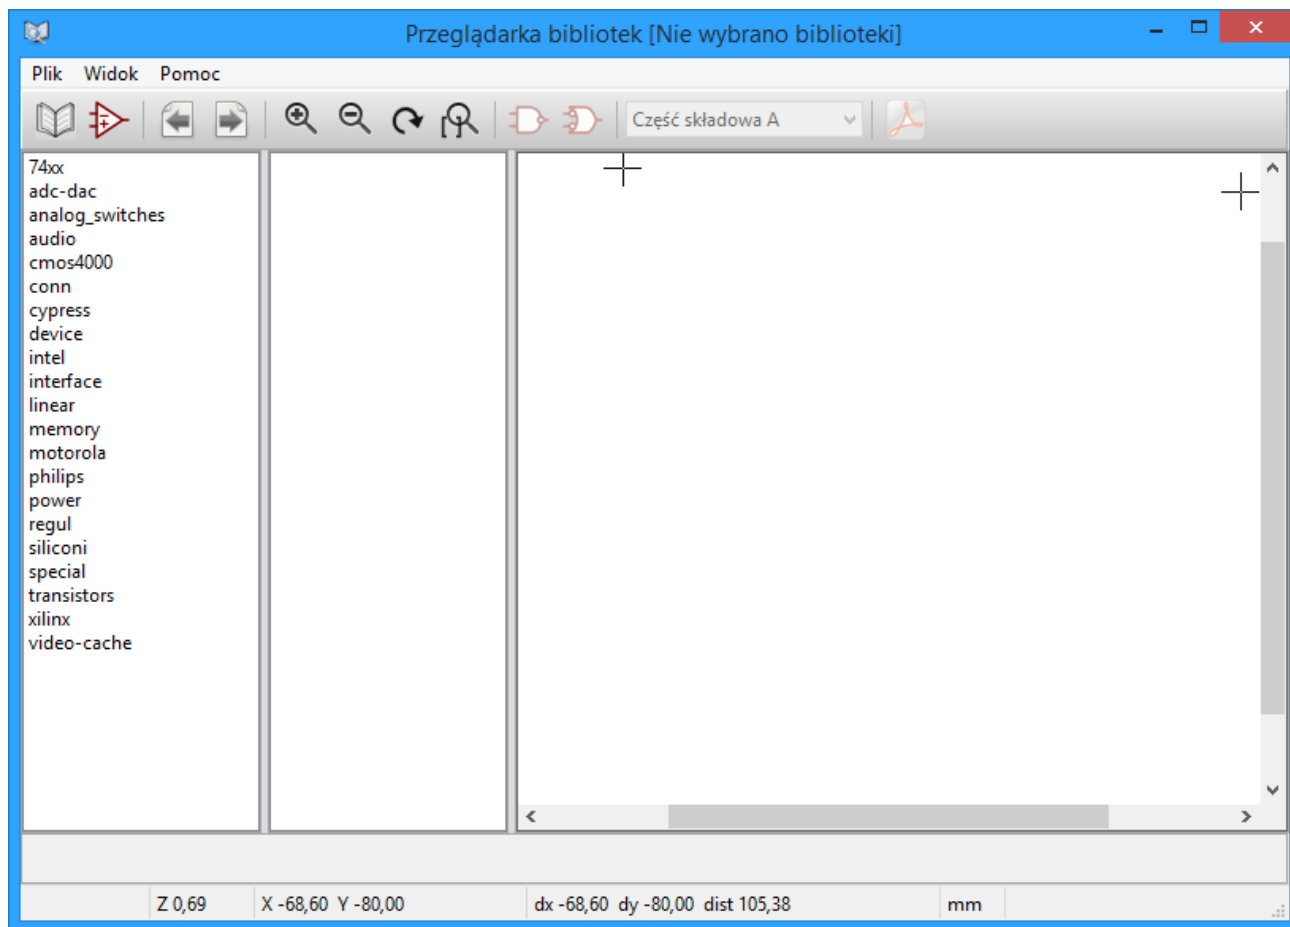 Przeglądarka bibliotek [Nie wybrano biblioteki]
Plik Widok Pomoc
Część składowa A
74xx
adc-dac
analog_switches
audio
cmos4000
conn
cypress
device
intel
interface
linear
memory
motorola
philips
power
regul
siliconi
special
transistors
xilinx
video-cache
Z 0,69 X -68,60 Y -80,00 dx -68,60 dy -80,00 dist 105,38 mm